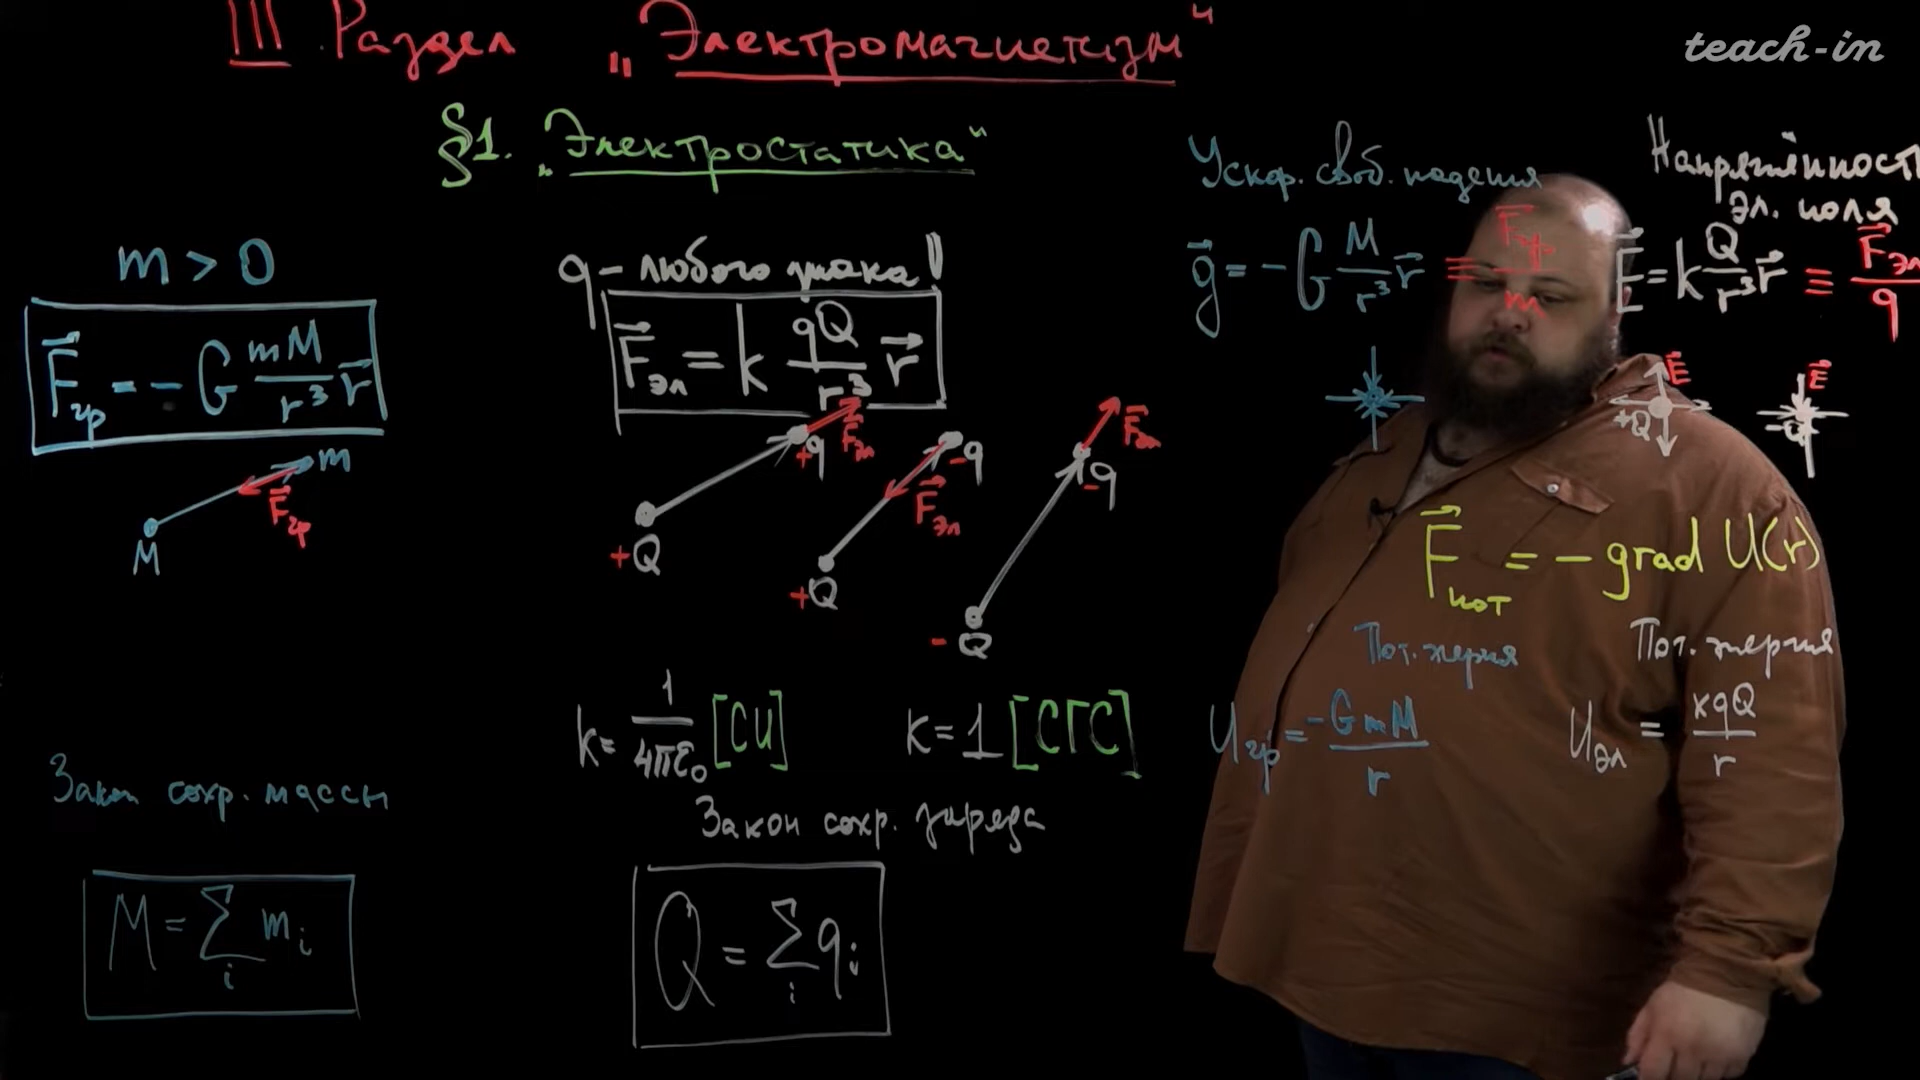 teach-in
III Раздел „Электромагнетизм“
§1. „Электростатика“
m > 0
F⃗гр = - G mM/r³ r⃗
m
F⃗гр
M
q - любого знака!
F⃗эл = k qQ/r³ r⃗
+q
F⃗эл
+Q
-q
F⃗эл
+Q
-q
F⃗эл
-Q
k = 1/4πε₀ [СИ]
k = 1 [СГС]
Закон сохр. массы
M = Σi mi
Закон сохр. заряда
Q = Σi qi
Ускор. своб. падения
g⃗ = - G M/r³ r⃗ ≡ F⃗гр/m
Напряжённость
эл. поля
E⃗ = k Q/r³ r⃗ ≡ F⃗эл/q
E⃗
+Q
E⃗
-Q
F⃗пот = - grad U(r)
Пот. энергия
Uгр = -GmM/r
Пот. энергия
Uэл = kqQ/r